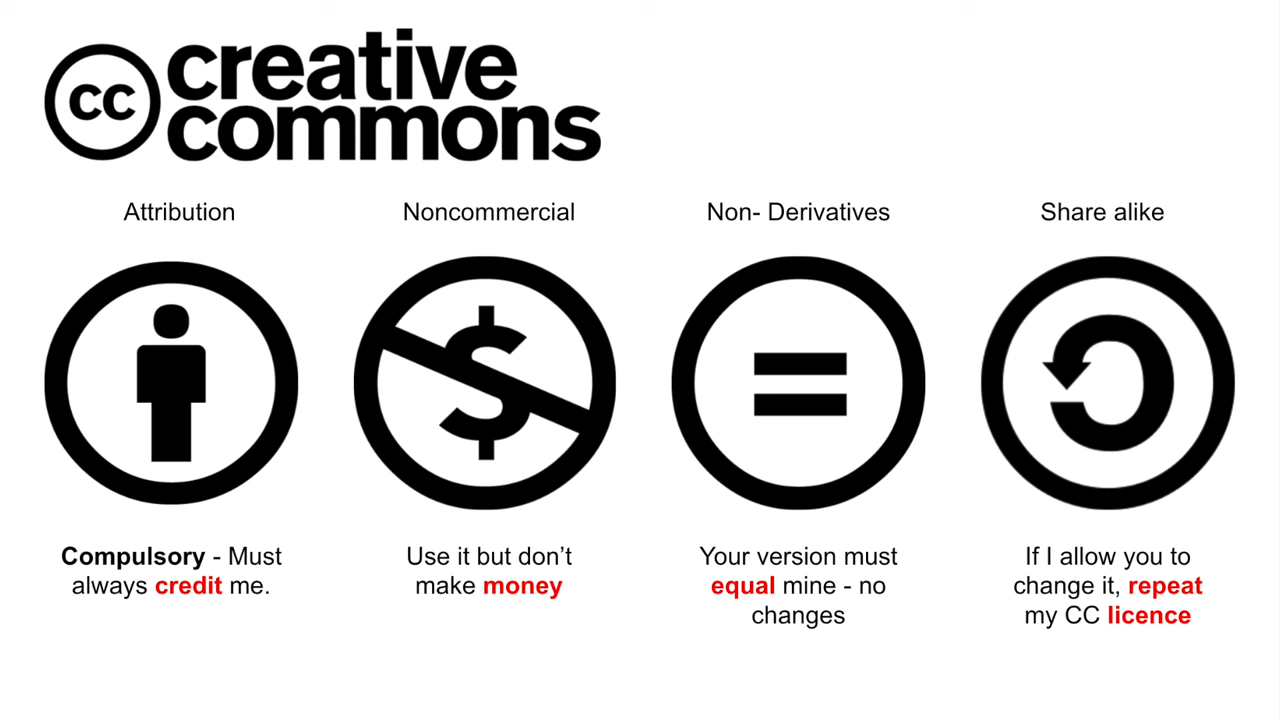 cc creative
commons
Attribution
Noncommercial
Non- Derivatives
Share alike
$
=
Compulsory - Must
always credit me.
Use it but don’t
make money
Your version must
equal mine - no
changes
If I allow you to
change it, repeat
my CC licence